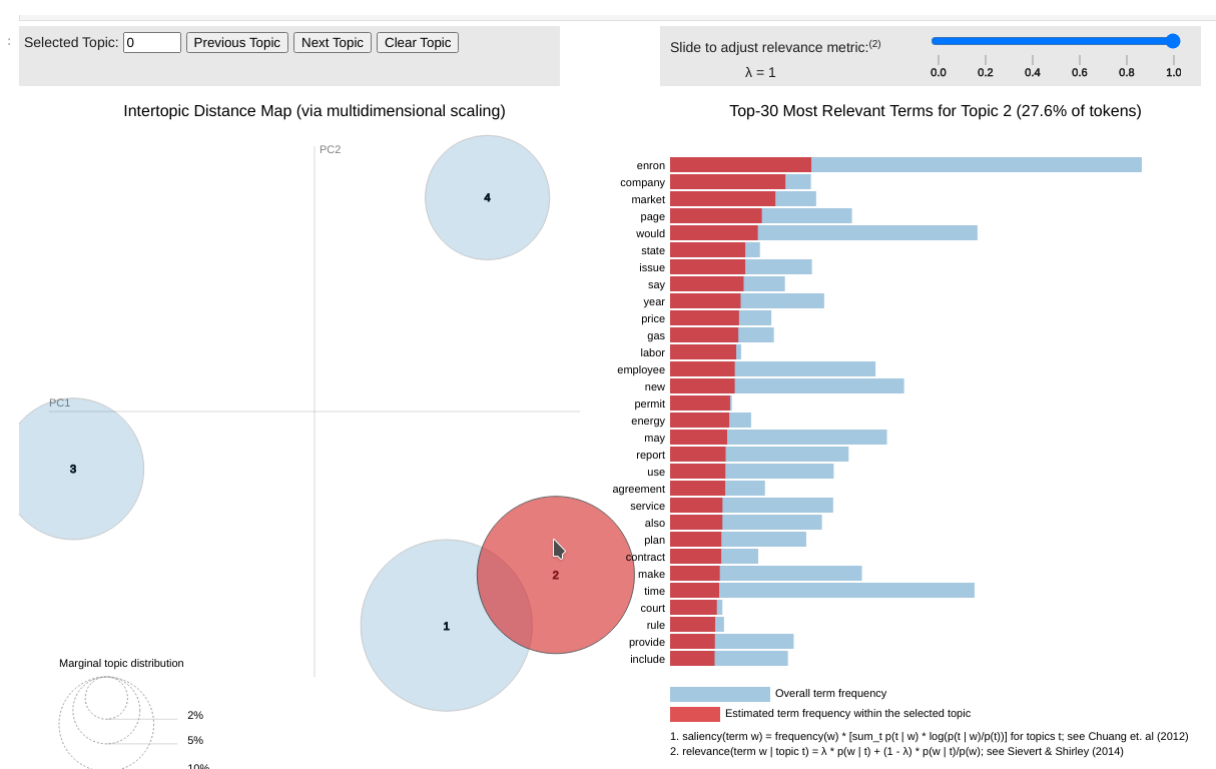 Selected Topic: 0 Previous Topic Next Topic Clear Topic
Slide to adjust relevance metric:(2)
λ = 1
0.0 0.2 0.4 0.6 0.8 1.0
Intertopic Distance Map (via multidimensional scaling)
PC2
PC1
4
3
2
1
Marginal topic distribution
2%
5%
10%
Top-30 Most Relevant Terms for Topic 2 (27.6% of tokens)
enron
company
market
page
would
state
issue
say
year
price
gas
labor
employee
new
permit
energy
may
report
use
agreement
service
also
plan
contract
make
time
court
rule
provide
include
Overall term frequency
Estimated term frequency within the selected topic
1. saliency(term w) = frequency(w) * [sum_t p(t | w) * log(p(t | w)/p(t))] for topics t; see Chuang et. al (2012)
2. relevance(term w | topic t) = λ * p(w | t) + (1 - λ) * p(w | t)/p(w); see Sievert & Shirley (2014)